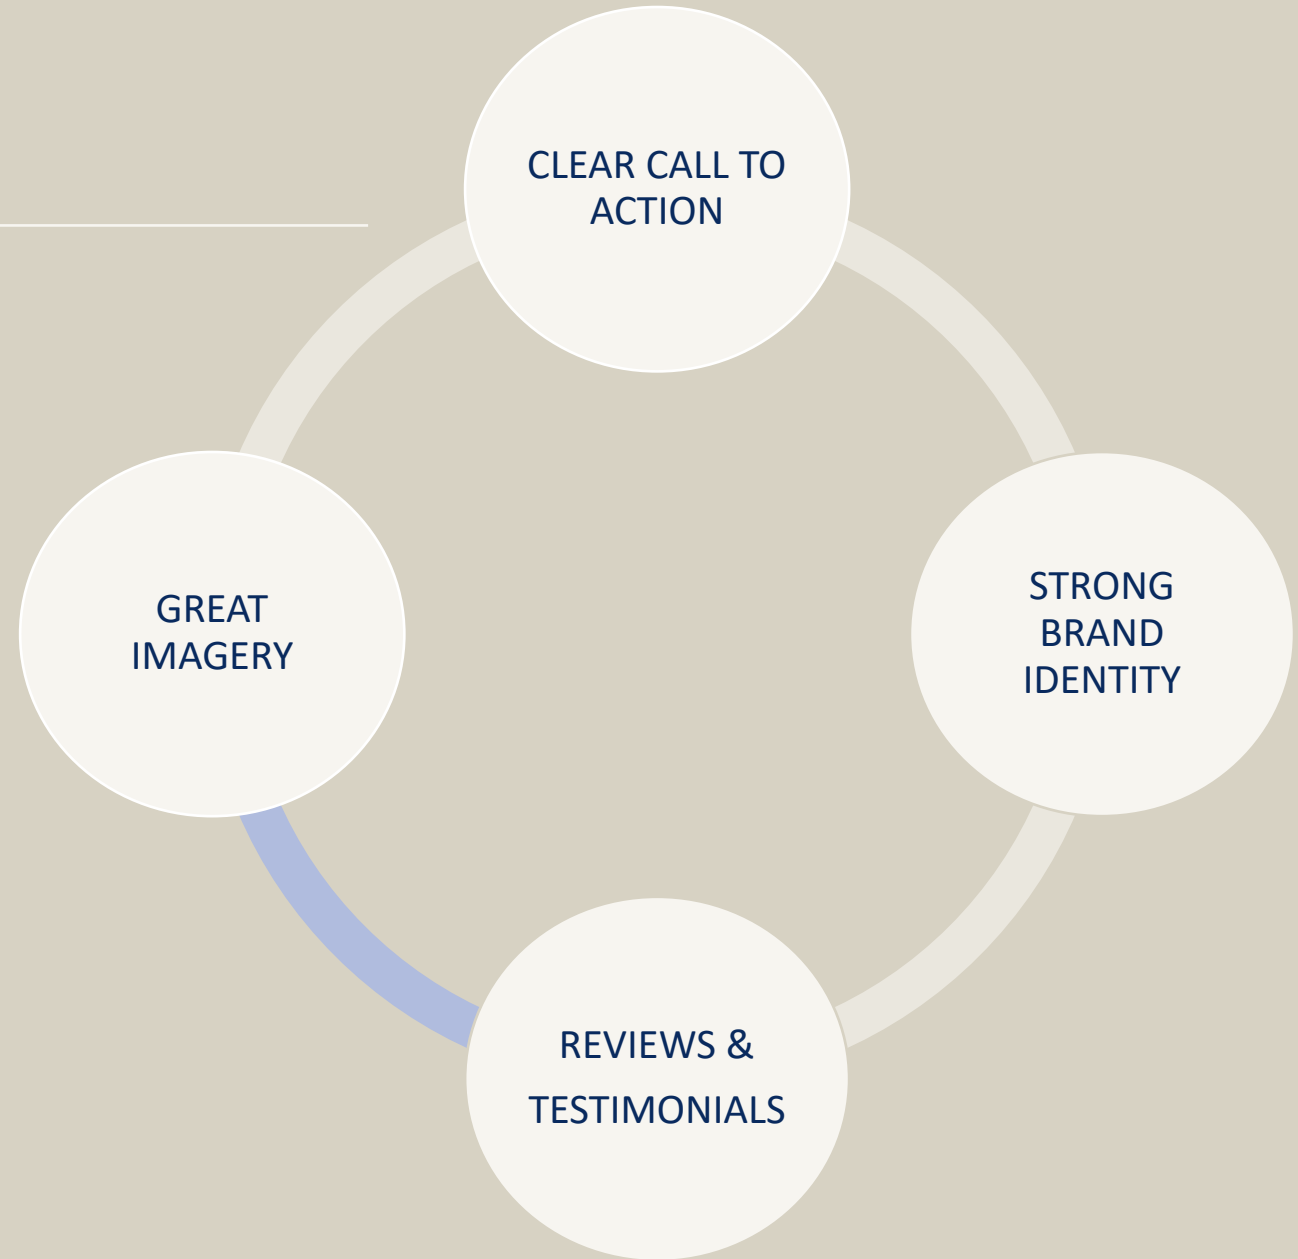 CLEAR CALL TO
ACTION
GREAT
IMAGERY
STRONG
BRAND
IDENTITY
REVIEWS &
TESTIMONIALS